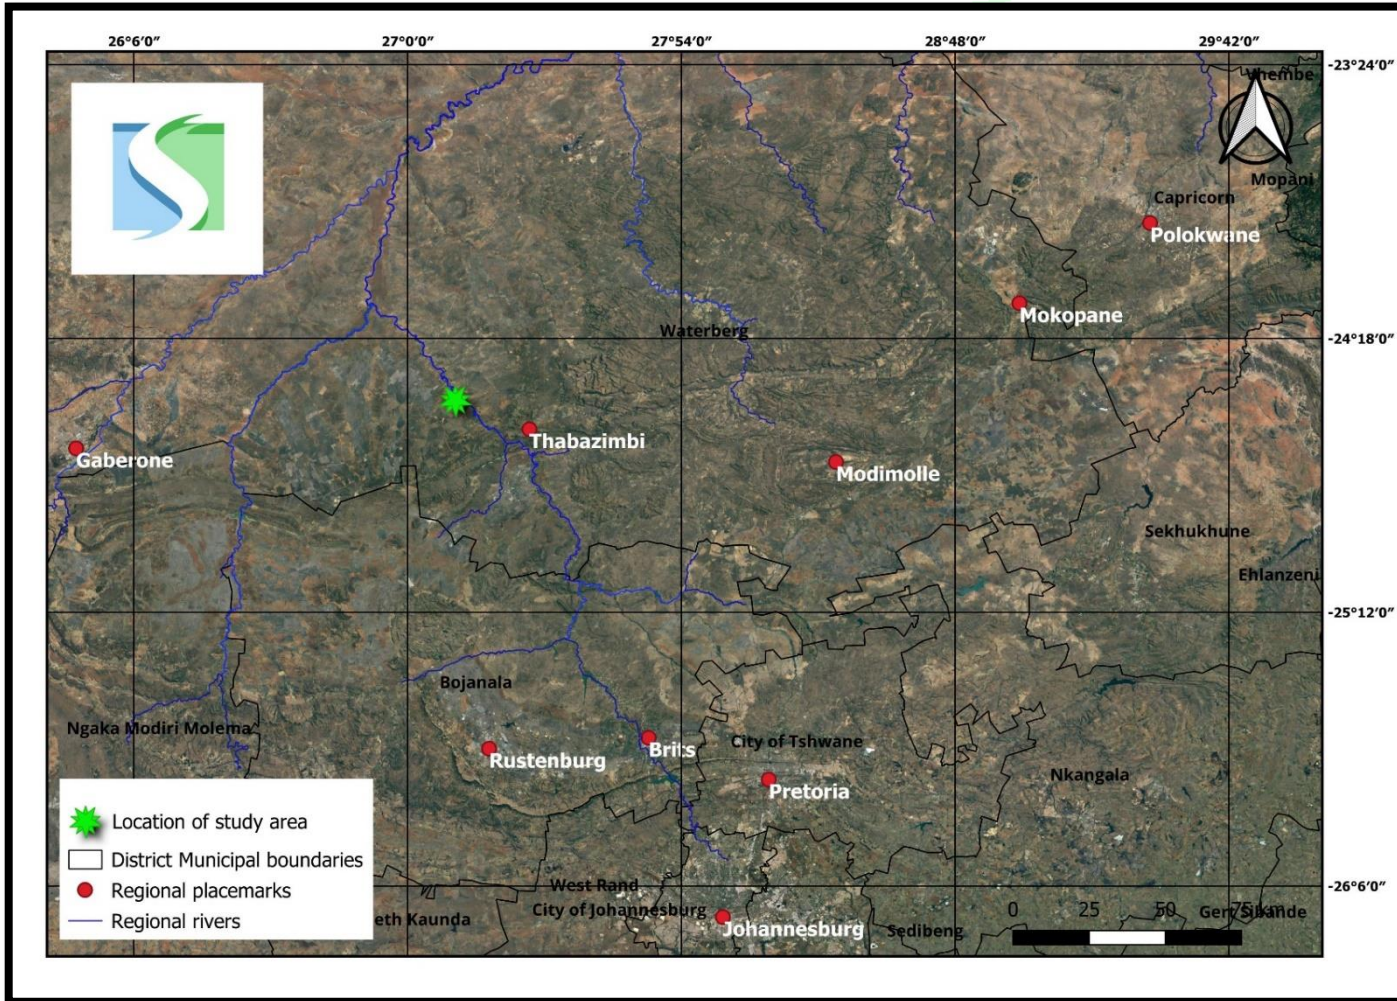 26°6′0″ 27°0′0″ 27°54′0″ 28°48′0″ 29°42′0″
-23°24′0″
Vhembe
Mopani
Capricorn
Polokwane
Mokopane
Waterberg
-24°18′0″
Thabazimbi
Gaberone
Modimolle
Sekhukhune
Ehlanzeni
-25°12′0″
Bojanala
Ngaka Modiri Molema
Rustenburg
Brits
City of Tshwane
Pretoria
Nkangala
Location of study area
District Municipal boundaries
Regional placemarks
Regional rivers
West Rand
-26°6′0″
City of Johannesburg
eth Kaunda
Johannesburg
Sedibeng
Gert Sibande
0 25 50 75 km